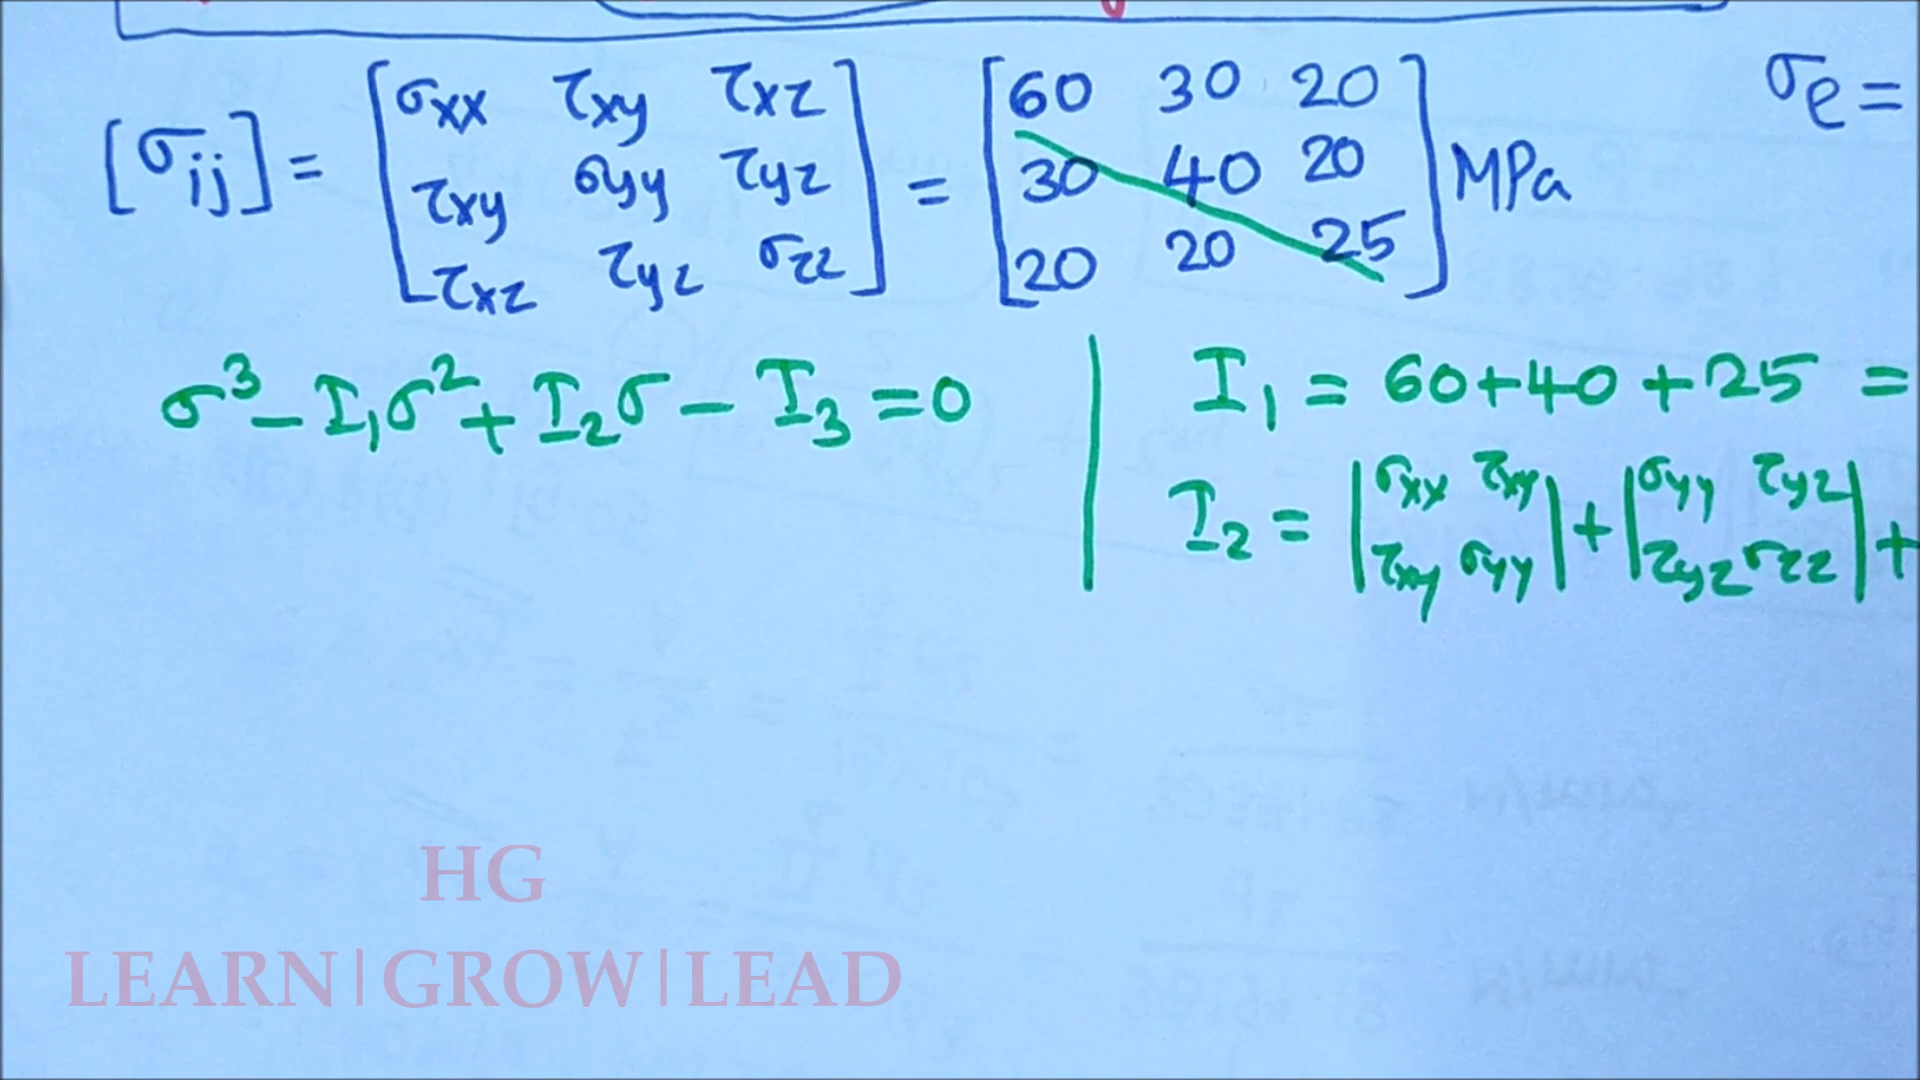 [σij] = [σxx τxy τxz
τxy σyy τyz
τxz τyz σzz] = [60 30 20
30 40 20
20 20 25] MPa
σe =
σ³ - I₁σ² + I₂σ - I₃ = 0
I₁ = 60+40+25 =
I₂ = |σxx τxy
τxy σyy| + |σyy τyz
τyz σzz| +
HG
LEARN|GROW|LEAD